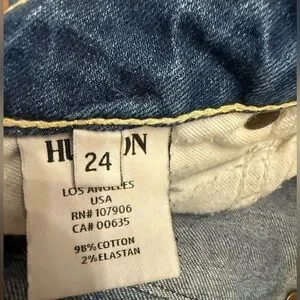 HU ON
24
LOS ANGELES
USA
RN# 107906
CA# 00635
98% COTTON
2% ELASTAN